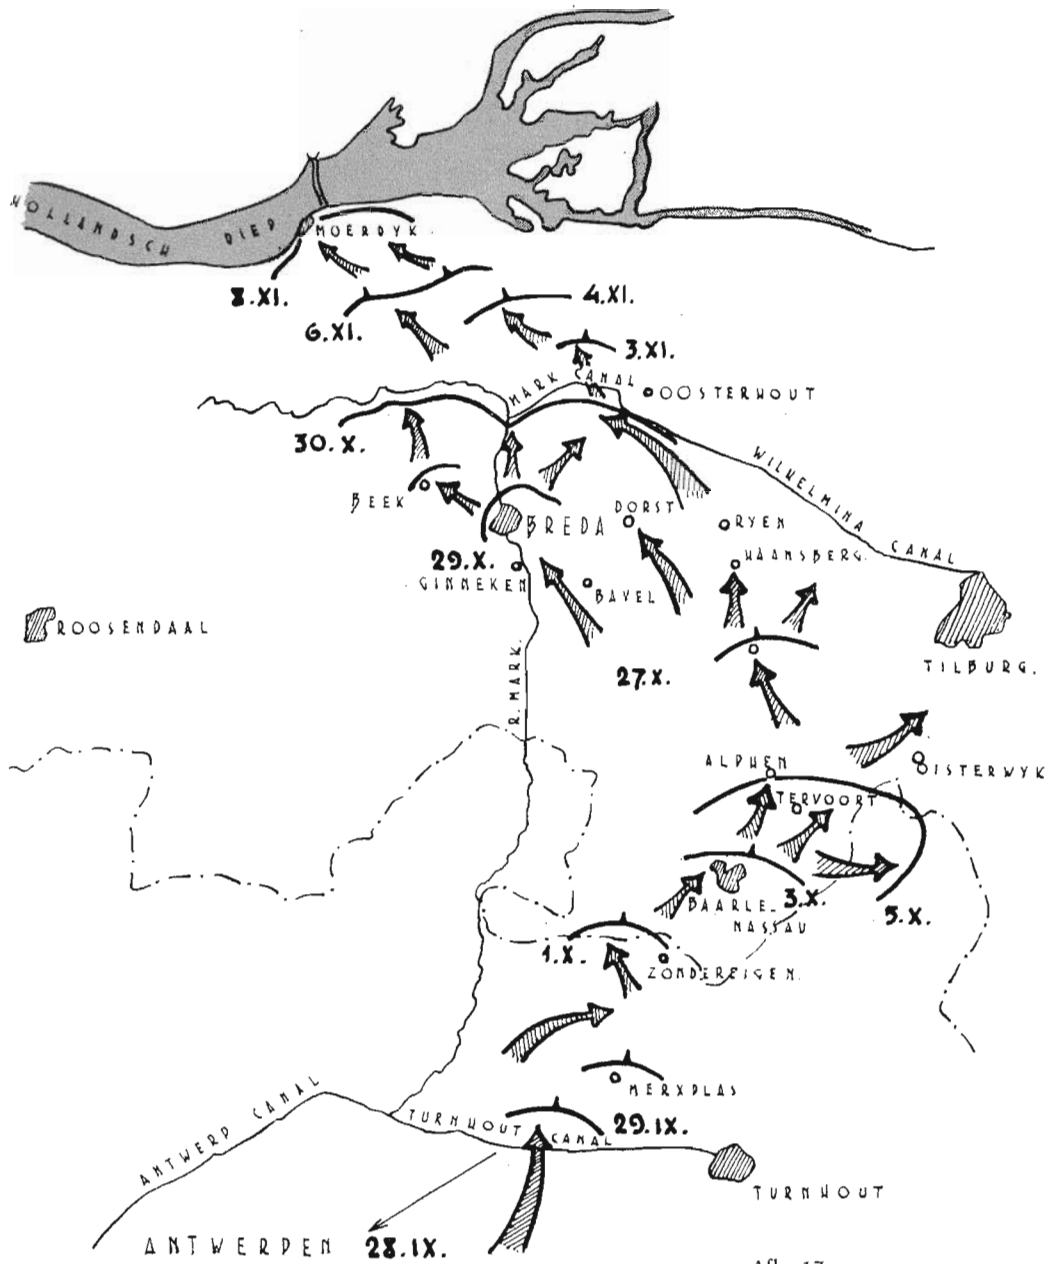 HOLLANDSCH DIEP
MOERDYK
8.XI.
6.XI.
4.XI.
3.XI.
MARK CANAL
OOSTERHOUT
30.X.
WILHELMINA CANAL
BEEK
BREDA
DORST
RYEN
HAANSBERG.
29.X.
GINNEKEN
BAVEL
ROOSENDAAL
R. MARK.
27.X.
TILBURG.
ALPHEN
OISTERWYK
TERVOORT
BAARLE-
NASSAU
3.X.
5.X.
1.X.
ZONDEREIGEN.
MERXPLAS
ANTWERP CANAL
TURNHOUT CANAL
29.IX.
TURNHOUT
ANTWERPEN 28.IX.